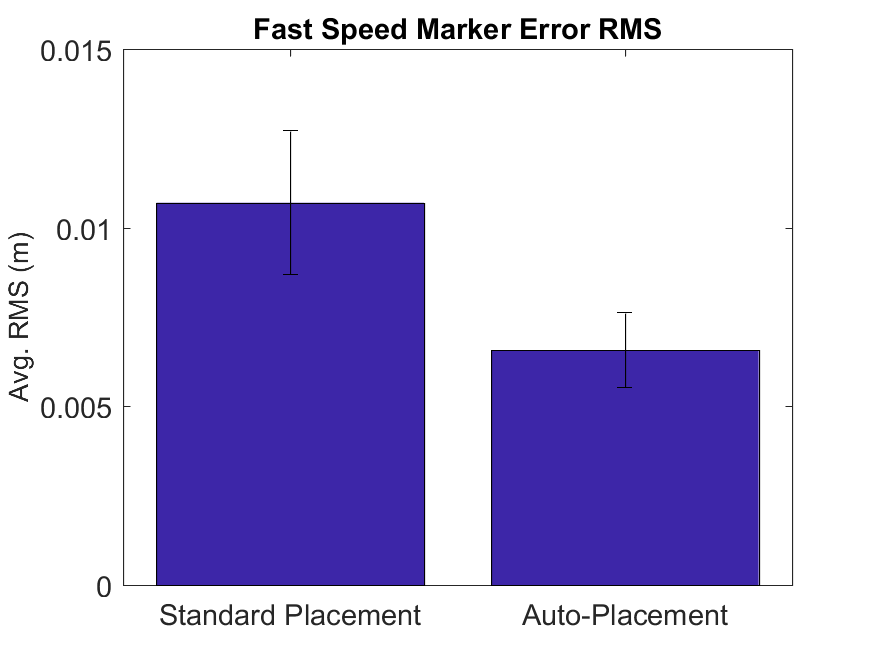 Fast Speed Marker Error RMS
0.015
0.01
0.005
0
Avg. RMS (m)
Standard Placement
Auto-Placement